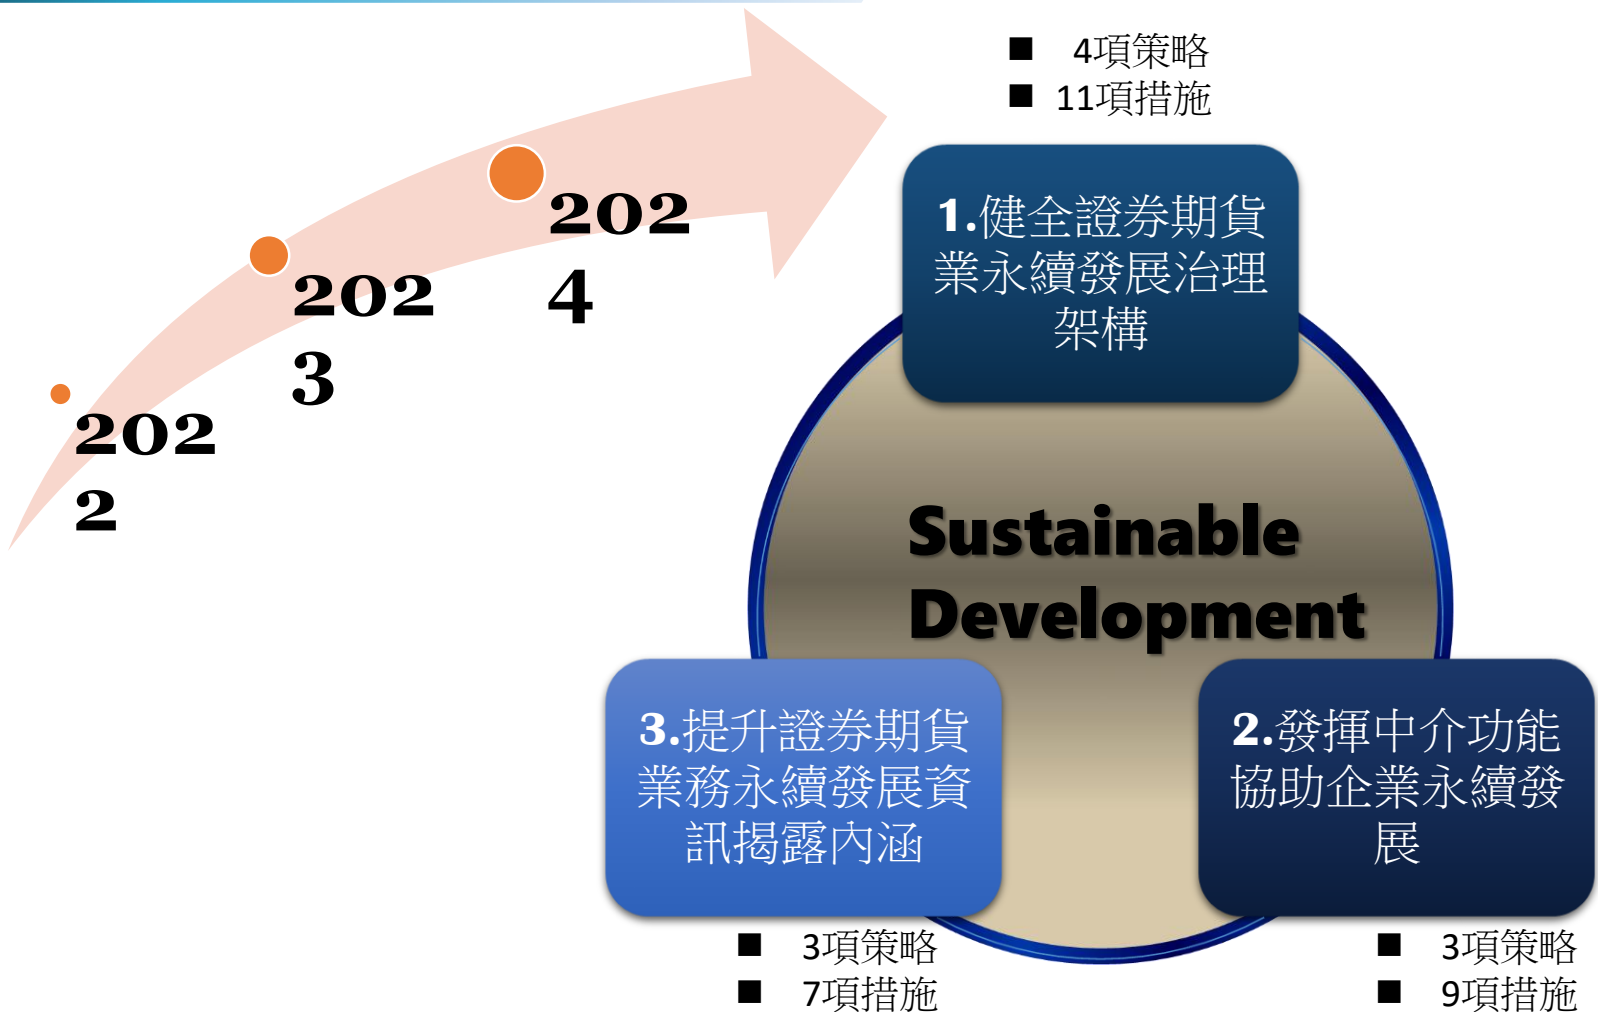 202
2
202
3
202
4
■ 4項策略
■ 11項措施
1.健全證券期貨
業永續發展治理
架構
Sustainable
Development
3.提升證券期貨
業務永續發展資
訊揭露內涵
■ 3項策略
■ 7項措施
2.發揮中介功能
協助企業永續發
展
■ 3項策略
■ 9項措施